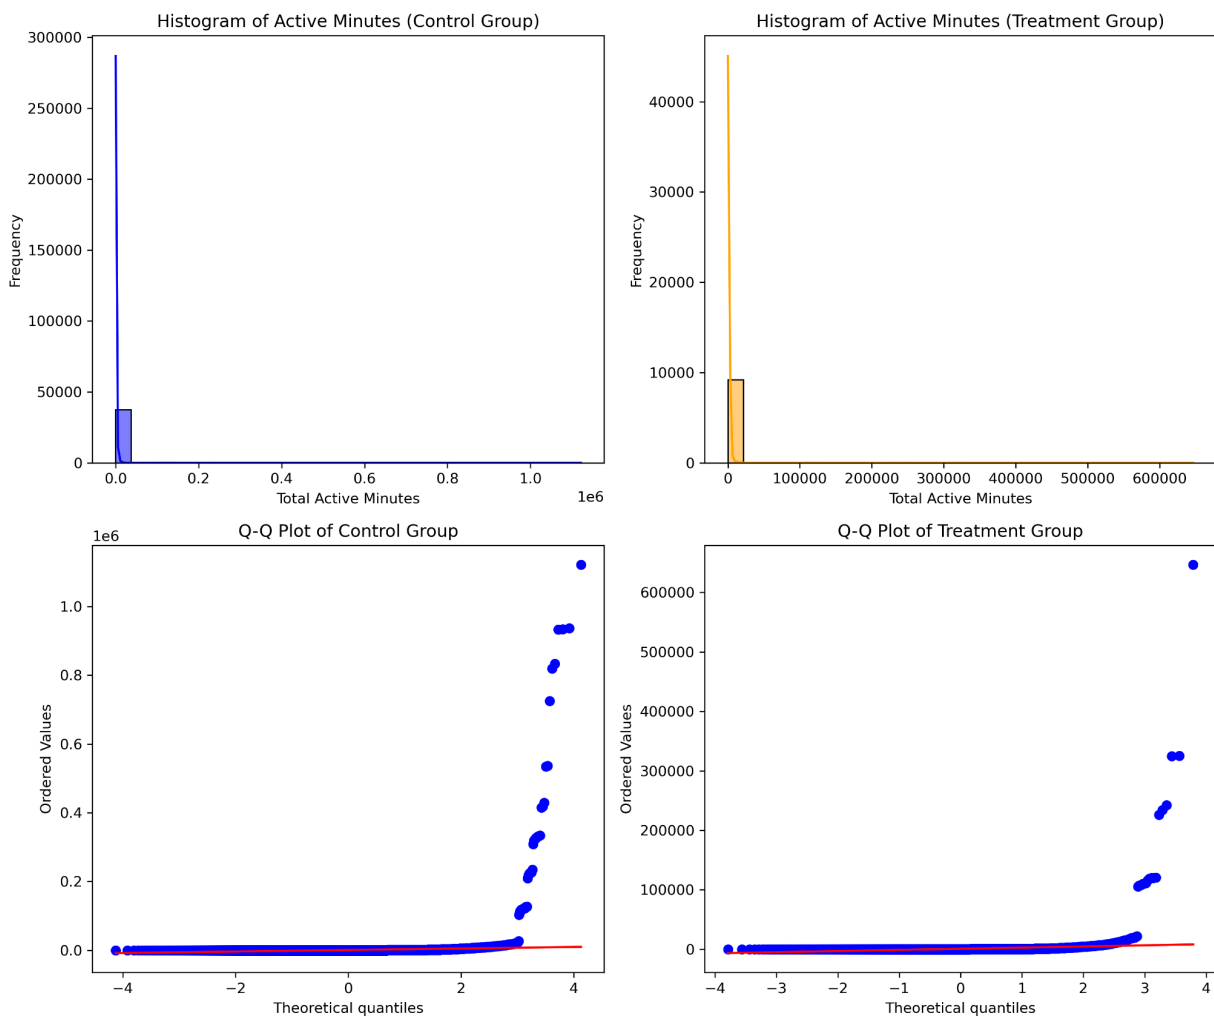 Histogram of Active Minutes (Control Group)
300000
250000
200000
150000
100000
50000
0
Frequency
0.0 0.2 0.4 0.6 0.8 1.0
1e6
Total Active Minutes
Histogram of Active Minutes (Treatment Group)
40000
30000
20000
10000
0
Frequency
0 100000 200000 300000 400000 500000 600000
Total Active Minutes
Q-Q Plot of Control Group
1e6
1.0
0.8
0.6
0.4
0.2
0.0
Ordered Values
−4 −2 0 2 4
Theoretical quantiles
Q-Q Plot of Treatment Group
600000
500000
400000
300000
200000
100000
0
Ordered Values
−4 −3 −2 −1 0 1 2 3 4
Theoretical quantiles